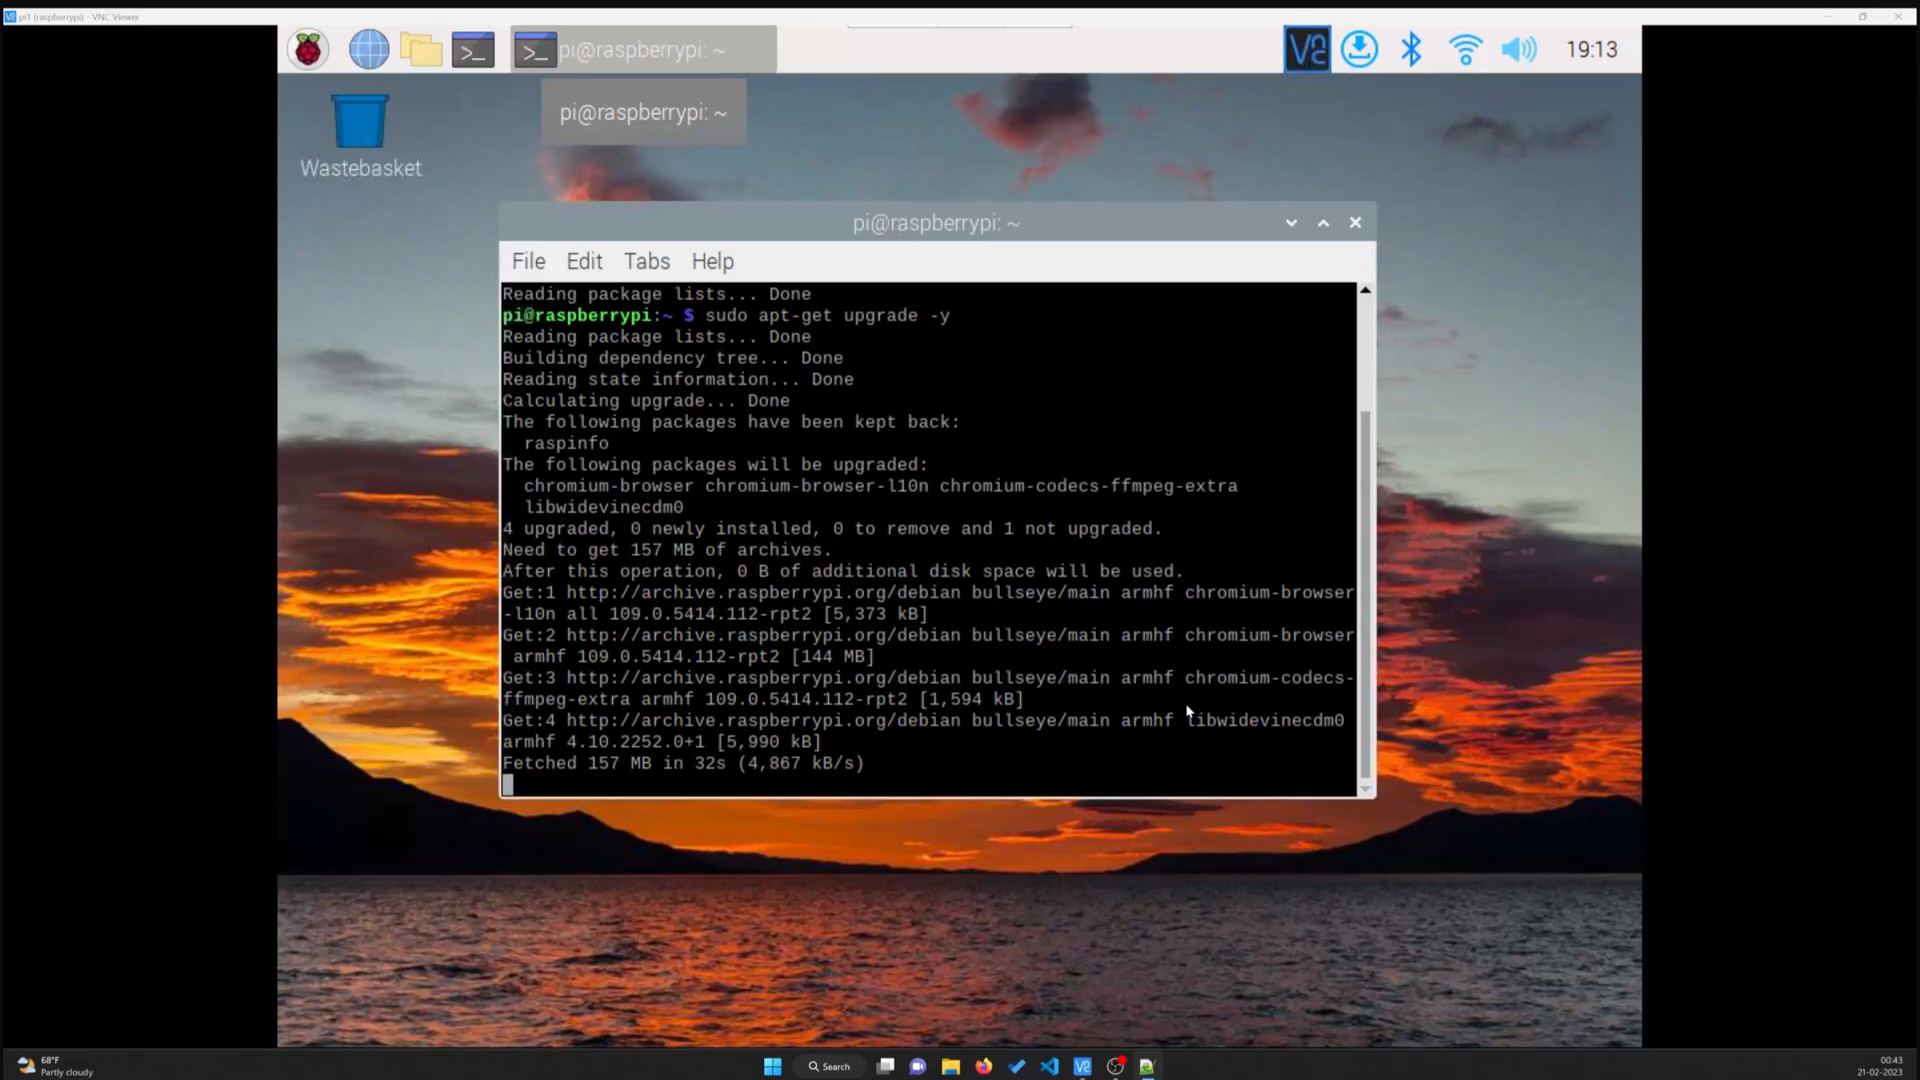 pi1 (raspberrypi) - VNC Viewer
pi@raspberrypi: ~
19:13
pi@raspberrypi: ~
Wastebasket
pi@raspberrypi: ~
File Edit Tabs Help
Reading package lists... Done
pi@raspberrypi:~ $ sudo apt-get upgrade -y
Reading package lists... Done
Building dependency tree... Done
Reading state information... Done
Calculating upgrade... Done
The following packages have been kept back:
raspinfo
The following packages will be upgraded:
chromium-browser chromium-browser-l10n chromium-codecs-ffmpeg-extra
libwidevinecdm0
4 upgraded, 0 newly installed, 0 to remove and 1 not upgraded.
Need to get 157 MB of archives.
After this operation, 0 B of additional disk space will be used.
Get:1 http://archive.raspberrypi.org/debian bullseye/main armhf chromium-browser
-l10n all 109.0.5414.112-rpt2 [5,373 kB]
Get:2 http://archive.raspberrypi.org/debian bullseye/main armhf chromium-browser
armhf 109.0.5414.112-rpt2 [144 MB]
Get:3 http://archive.raspberrypi.org/debian bullseye/main armhf chromium-codecs-
ffmpeg-extra armhf 109.0.5414.112-rpt2 [1,594 kB]
Get:4 http://archive.raspberrypi.org/debian bullseye/main armhf libwidevinecdm0
armhf 4.10.2252.0+1 [5,990 kB]
Fetched 157 MB in 32s (4,867 kB/s)
68°F
Partly cloudy
Search
00:43
21-02-2023